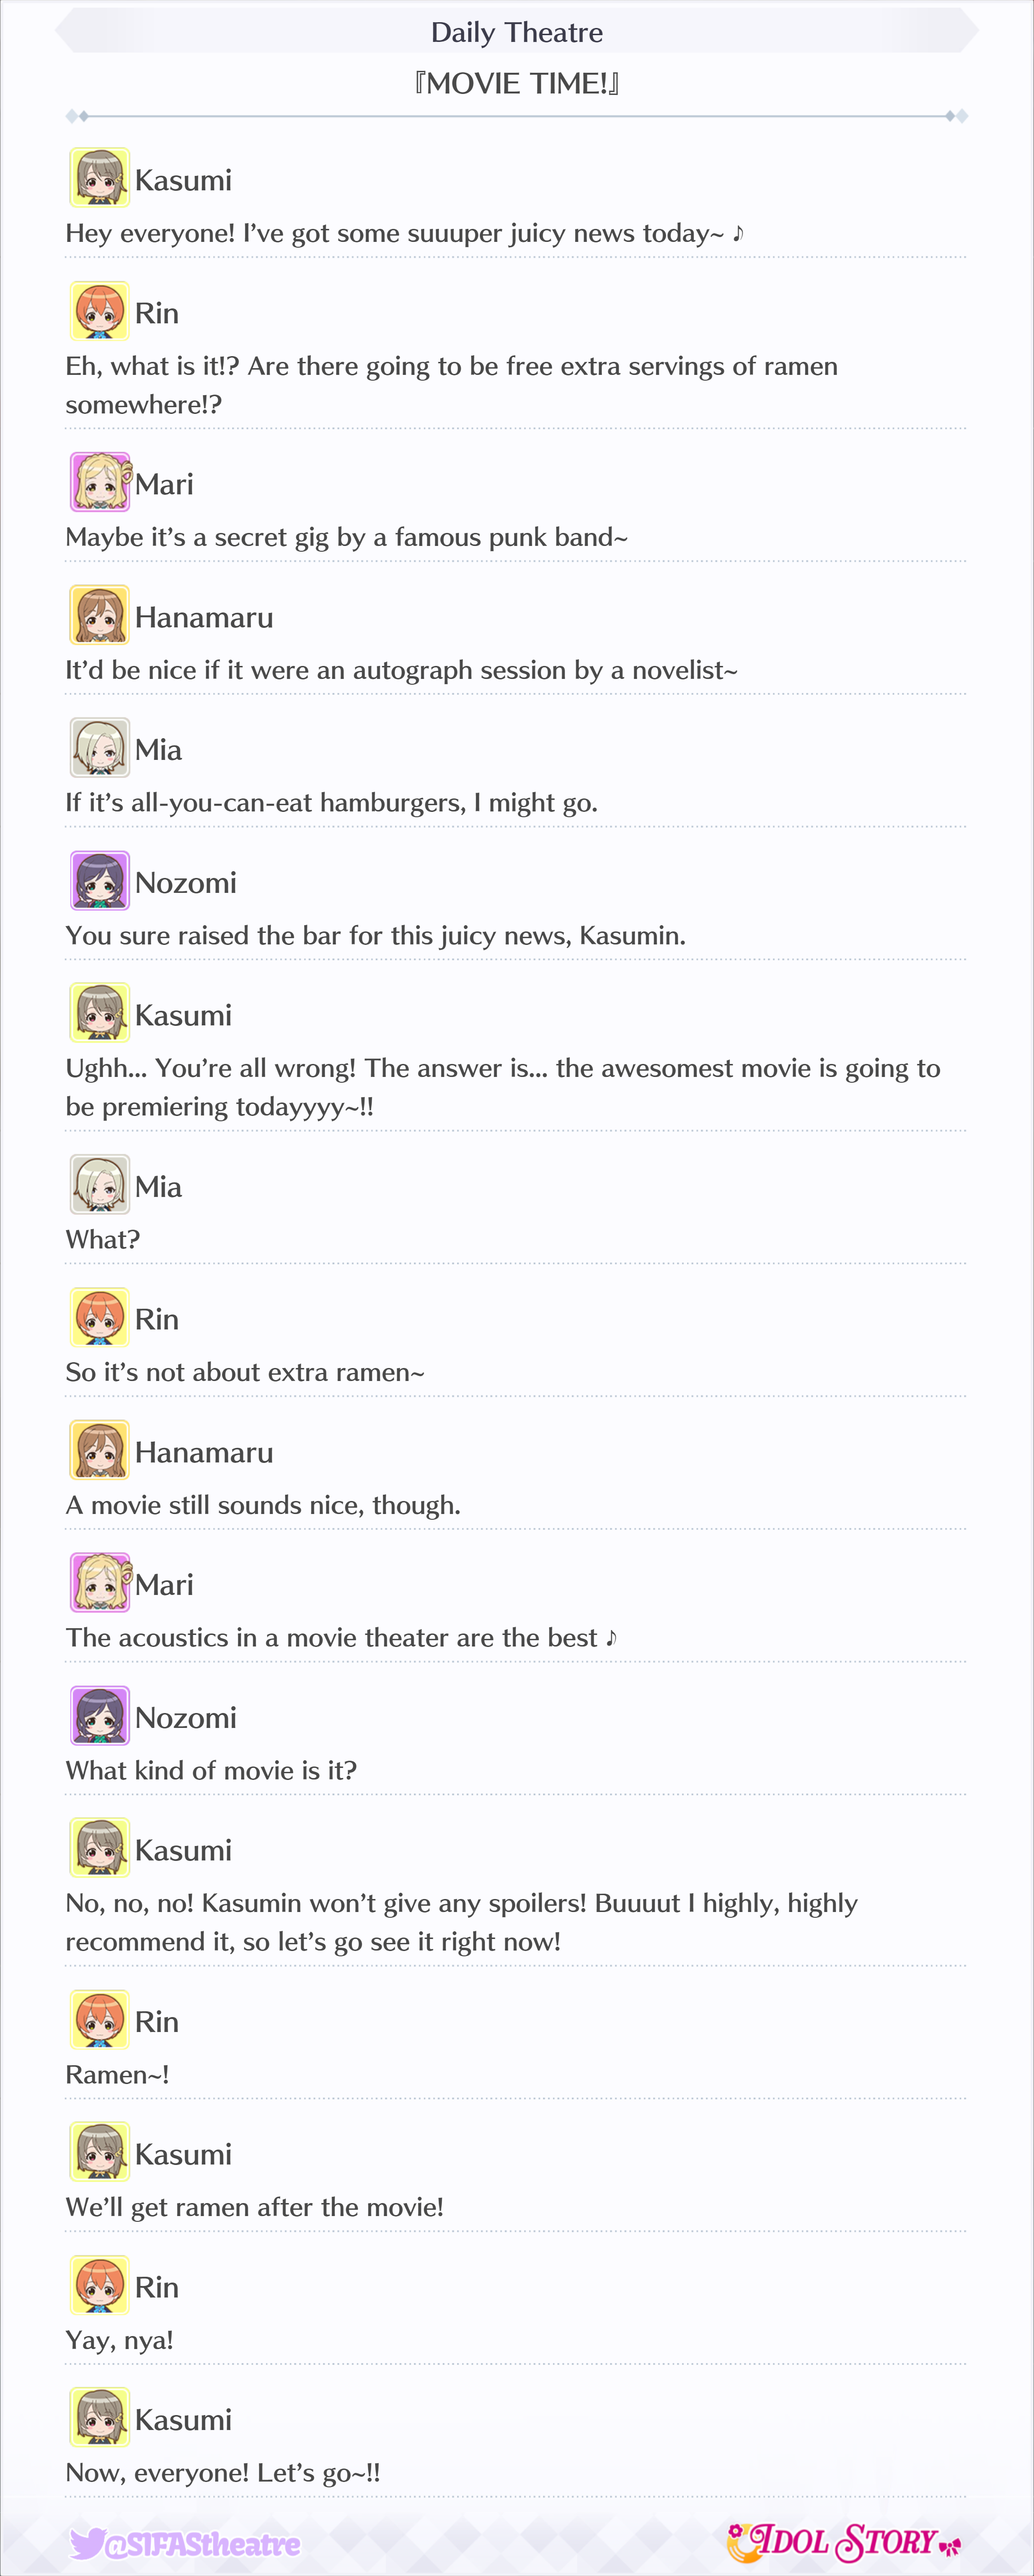 Daily Theatre
『MOVIE TIME!』
Kasumi
Hey everyone! I’ve got some suuuper juicy news today~ ♪
Rin
Eh, what is it!? Are there going to be free extra servings of ramen
somewhere!?
Mari
Maybe it’s a secret gig by a famous punk band~
Hanamaru
It’d be nice if it were an autograph session by a novelist~
Mia
If it’s all-you-can-eat hamburgers, I might go.
Nozomi
You sure raised the bar for this juicy news, Kasumin.
Kasumi
Ughh... You’re all wrong! The answer is... the awesomest movie is going to
be premiering todayyyy~!!
Mia
What?
Rin
So it’s not about extra ramen~
Hanamaru
A movie still sounds nice, though.
Mari
The acoustics in a movie theater are the best ♪
Nozomi
What kind of movie is it?
Kasumi
No, no, no! Kasumin won’t give any spoilers! Buuuut I highly, highly
recommend it, so let’s go see it right now!
Rin
Ramen~!
Kasumi
We’ll get ramen after the movie!
Rin
Yay, nya!
Kasumi
Now, everyone! Let’s go~!!
@SIFAStheatre
IDOL STORY